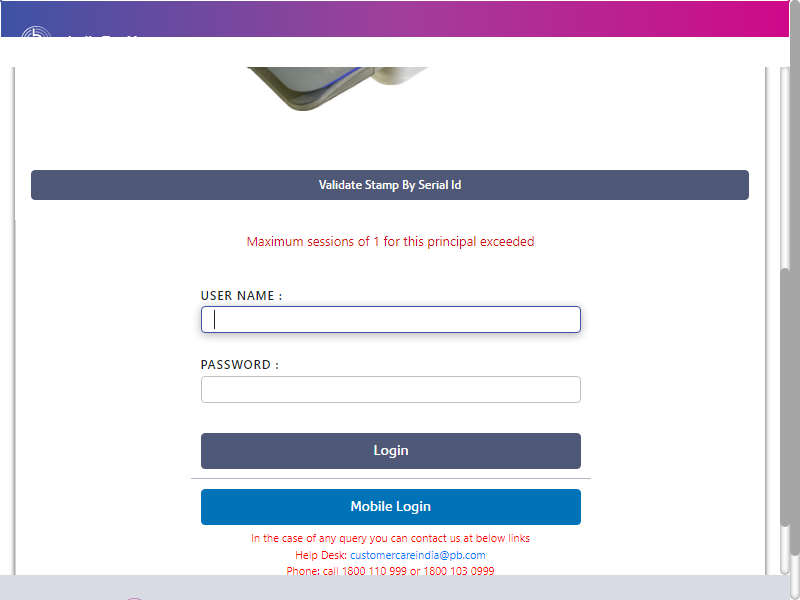 Validate Stamp By Serial Id
Maximum sessions of 1 for this principal exceeded
USER NAME :
PASSWORD :
Login
Mobile Login
In the case of any query you can contact us at below links
Help Desk: customercareindia@pb.com
Phone: call 1800 110 999 or 1800 103 0999